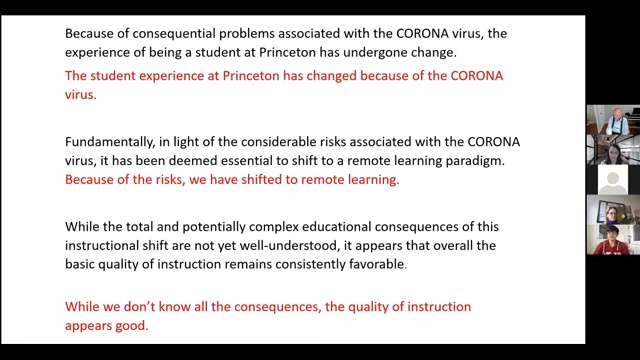 Because of consequential problems associated with the CORONA virus, the
experience of being a student at Princeton has undergone change.
The student experience at Princeton has changed because of the CORONA
virus.
Fundamentally, in light of the considerable risks associated with the CORONA
virus, it has been deemed essential to shift to a remote learning paradigm.
Because of the risks, we have shifted to remote learning.
While the total and potentially complex educational consequences of this
instructional shift are not yet well-understood, it appears that overall the
basic quality of instruction remains consistently favorable.
While we don’t know all the consequences, the quality of instruction
appears good.